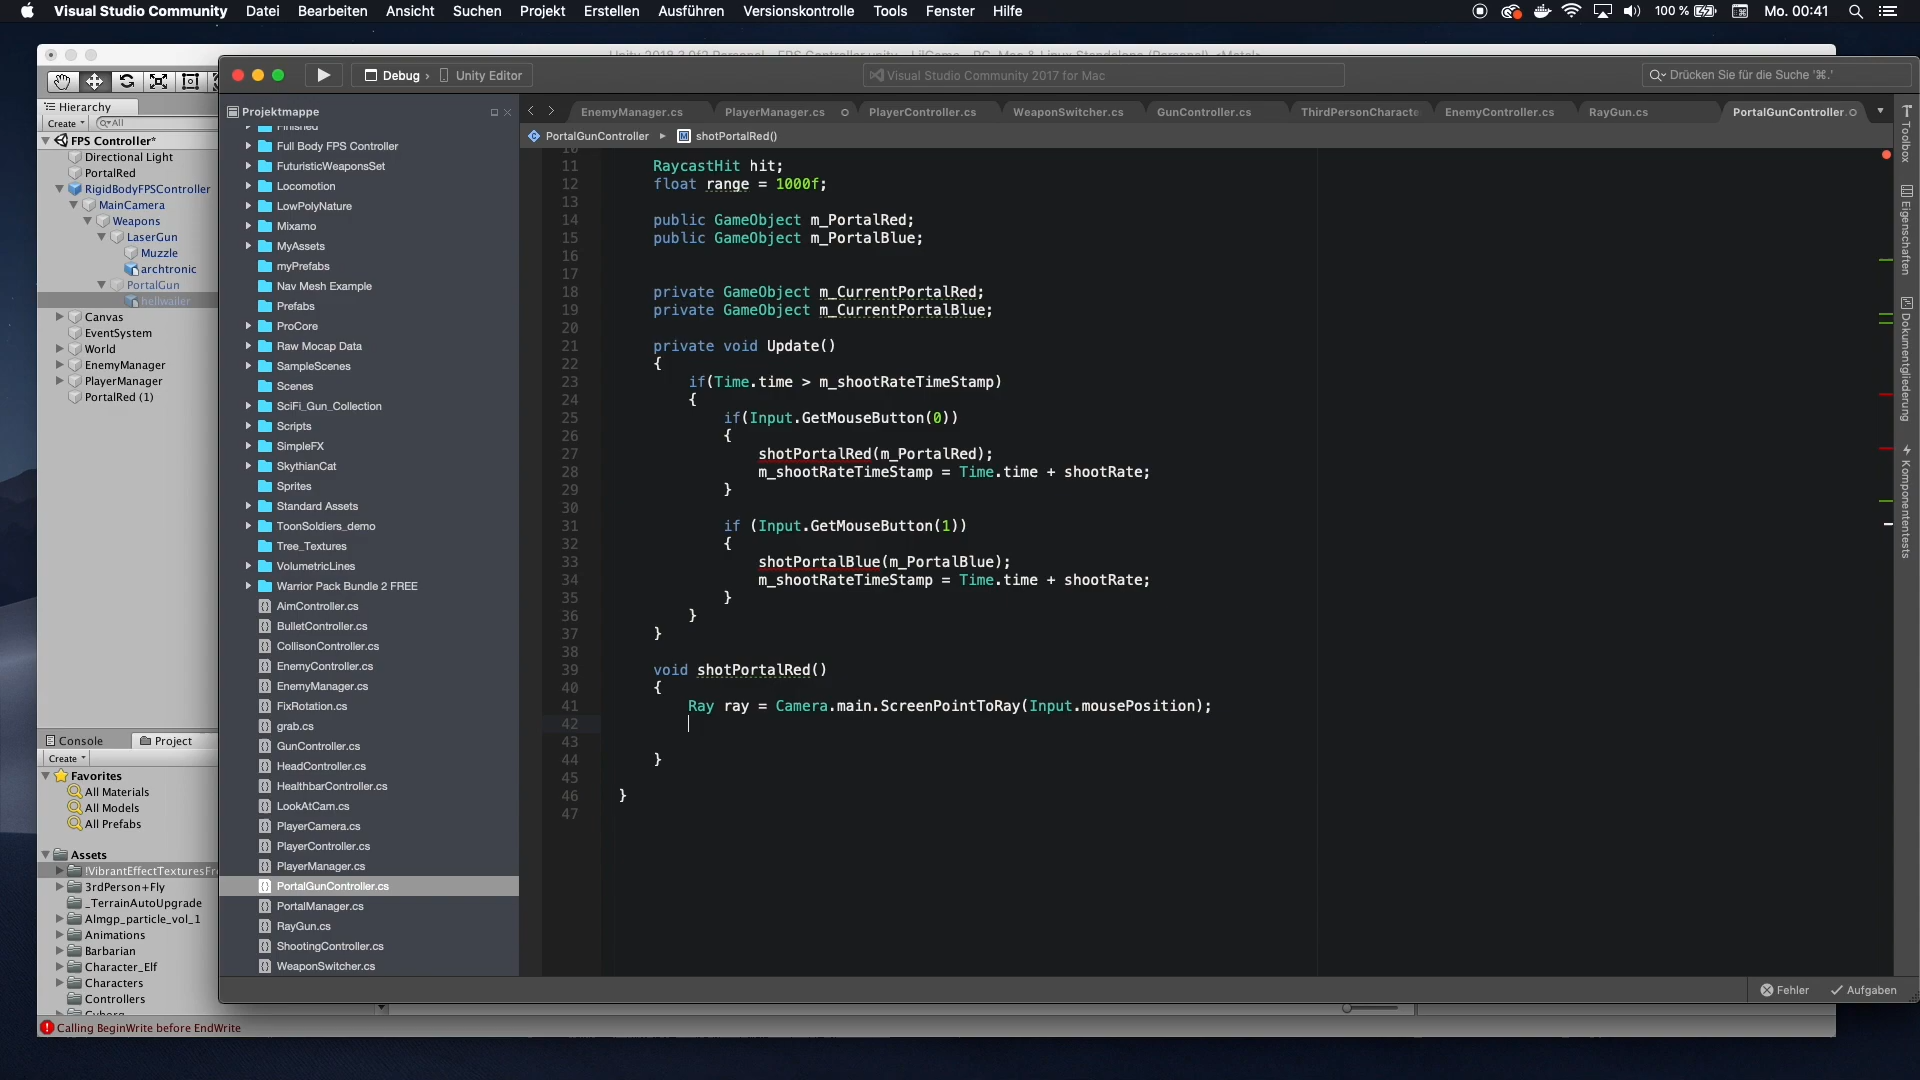 Visual Studio Community Datei Bearbeiten Ansicht Suchen Projekt Erstellen Ausführen Versionskontrolle Tools Fenster Hilfe 100 % Mo. 00:41
Debug › Unity Editor
Visual Studio Community 2017 for Mac
Drücken Sie für die Suche '⌘.'
Hierarchy
Create
All
FPS Controller*
Directional Light
PortalRed
RigidBodyFPSController
MainCamera
Weapons
LaserGun
Muzzle
archtronic
PortalGun
hellwailer
Canvas
EventSystem
World
EnemyManager
PlayerManager
PortalRed (1)
Console Project
Create
Favorites
All Materials
All Models
All Prefabs
Assets
!VibrantEffectTexturesFr
3rdPerson+Fly
_TerrainAutoUpgrade
Almgp_particle_vol_1
Animations
Barbarian
Character_Elf
Characters
Controllers
Calling BeginWrite before EndWrite
Projektmappe
Finished
Full Body FPS Controller
FuturisticWeaponsSet
Locomotion
LowPolyNature
Mixamo
MyAssets
myPrefabs
Nav Mesh Example
Prefabs
ProCore
Raw Mocap Data
SampleScenes
Scenes
SciFi_Gun_Collection
Scripts
SimpleFX
SkythianCat
Sprites
Standard Assets
ToonSoldiers_demo
Tree_Textures
VolumetricLines
Warrior Pack Bundle 2 FREE
AimController.cs
BulletController.cs
CollisonController.cs
EnemyController.cs
EnemyManager.cs
FixRotation.cs
grab.cs
GunController.cs
HeadController.cs
HealthbarController.cs
LookAtCam.cs
PlayerCamera.cs
PlayerController.cs
PlayerManager.cs
PortalGunController.cs
PortalManager.cs
RayGun.cs
ShootingController.cs
WeaponSwitcher.cs
EnemyManager.cs PlayerManager.cs PlayerController.cs WeaponSwitcher.cs GunController.cs ThirdPersonCharacte EnemyController.cs RayGun.cs PortalGunController.
PortalGunController shotPortalRed()
10
11 RaycastHit hit;
12 float range = 1000f;
13
14 public GameObject m_PortalRed;
15 public GameObject m_PortalBlue;
16
17
18 private GameObject m_CurrentPortalRed;
19 private GameObject m_CurrentPortalBlue;
20
21 private void Update()
22 {
23 if(Time.time > m_shootRateTimeStamp)
24 {
25 if(Input.GetMouseButton(0))
26 {
27 shotPortalRed(m_PortalRed);
28 m_shootRateTimeStamp = Time.time + shootRate;
29 }
30
31 if (Input.GetMouseButton(1))
32 {
33 shotPortalBlue(m_PortalBlue);
34 m_shootRateTimeStamp = Time.time + shootRate;
35 }
36 }
37 }
38
39 void shotPortalRed()
40 {
41 Ray ray = Camera.main.ScreenPointToRay(Input.mousePosition);
42
43
44 }
45
46 }
47
Toolbox
Eigenschaften
Dokumentgliederung
Komponententests
Fehler Aufgaben